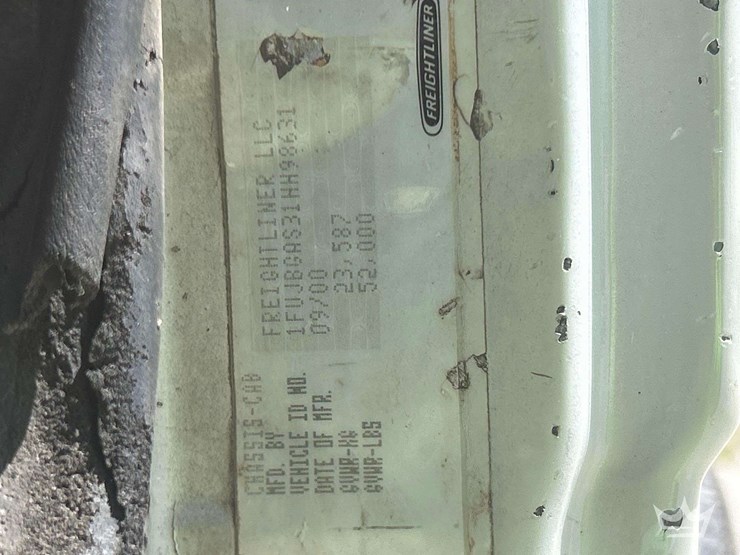 FREIGHTLINER
CHASSIS-CAB
MFD. BY FREIGHTLINER LLC
VEHICLE ID NO. 1FUJBGAS31HH98631
DATE OF MFR. 09/00
GVWR-KG 23,587
GVWR-LBS 52,000